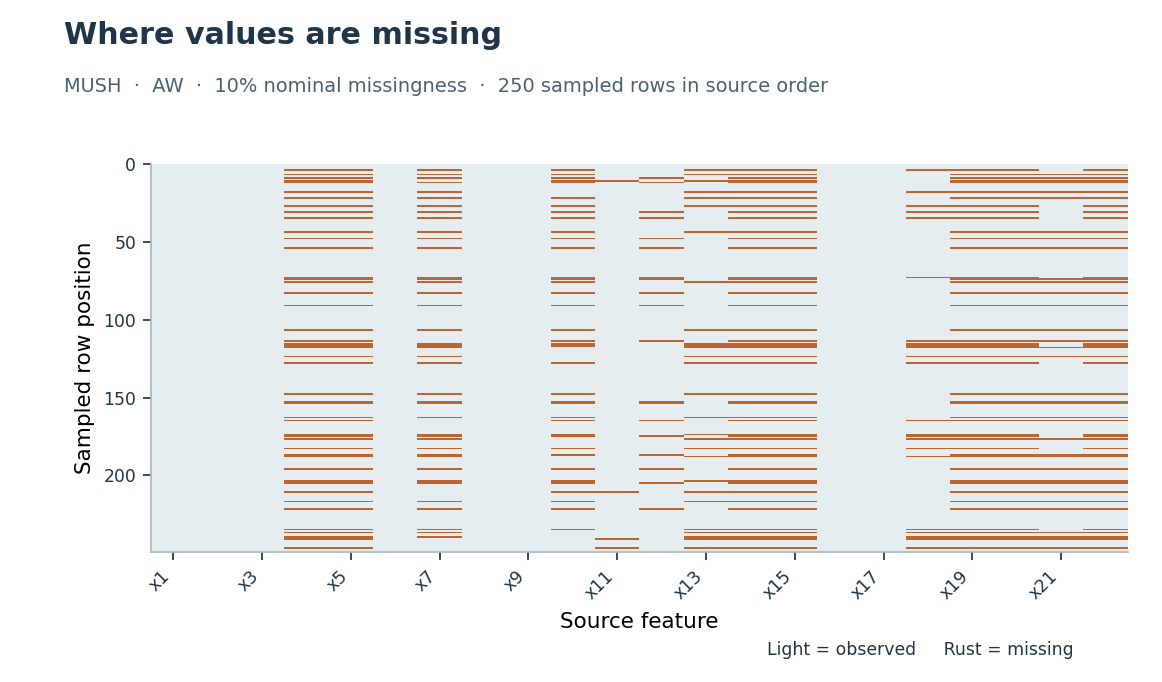 Where values are missing
MUSH · AW · 10% nominal missingness · 250 sampled rows in source order
0
50
100
150
200
Sampled row position
x1
x3
x5
x7
x9
x11
x13
x15
x17
x19
x21
Source feature
Light = observed Rust = missing